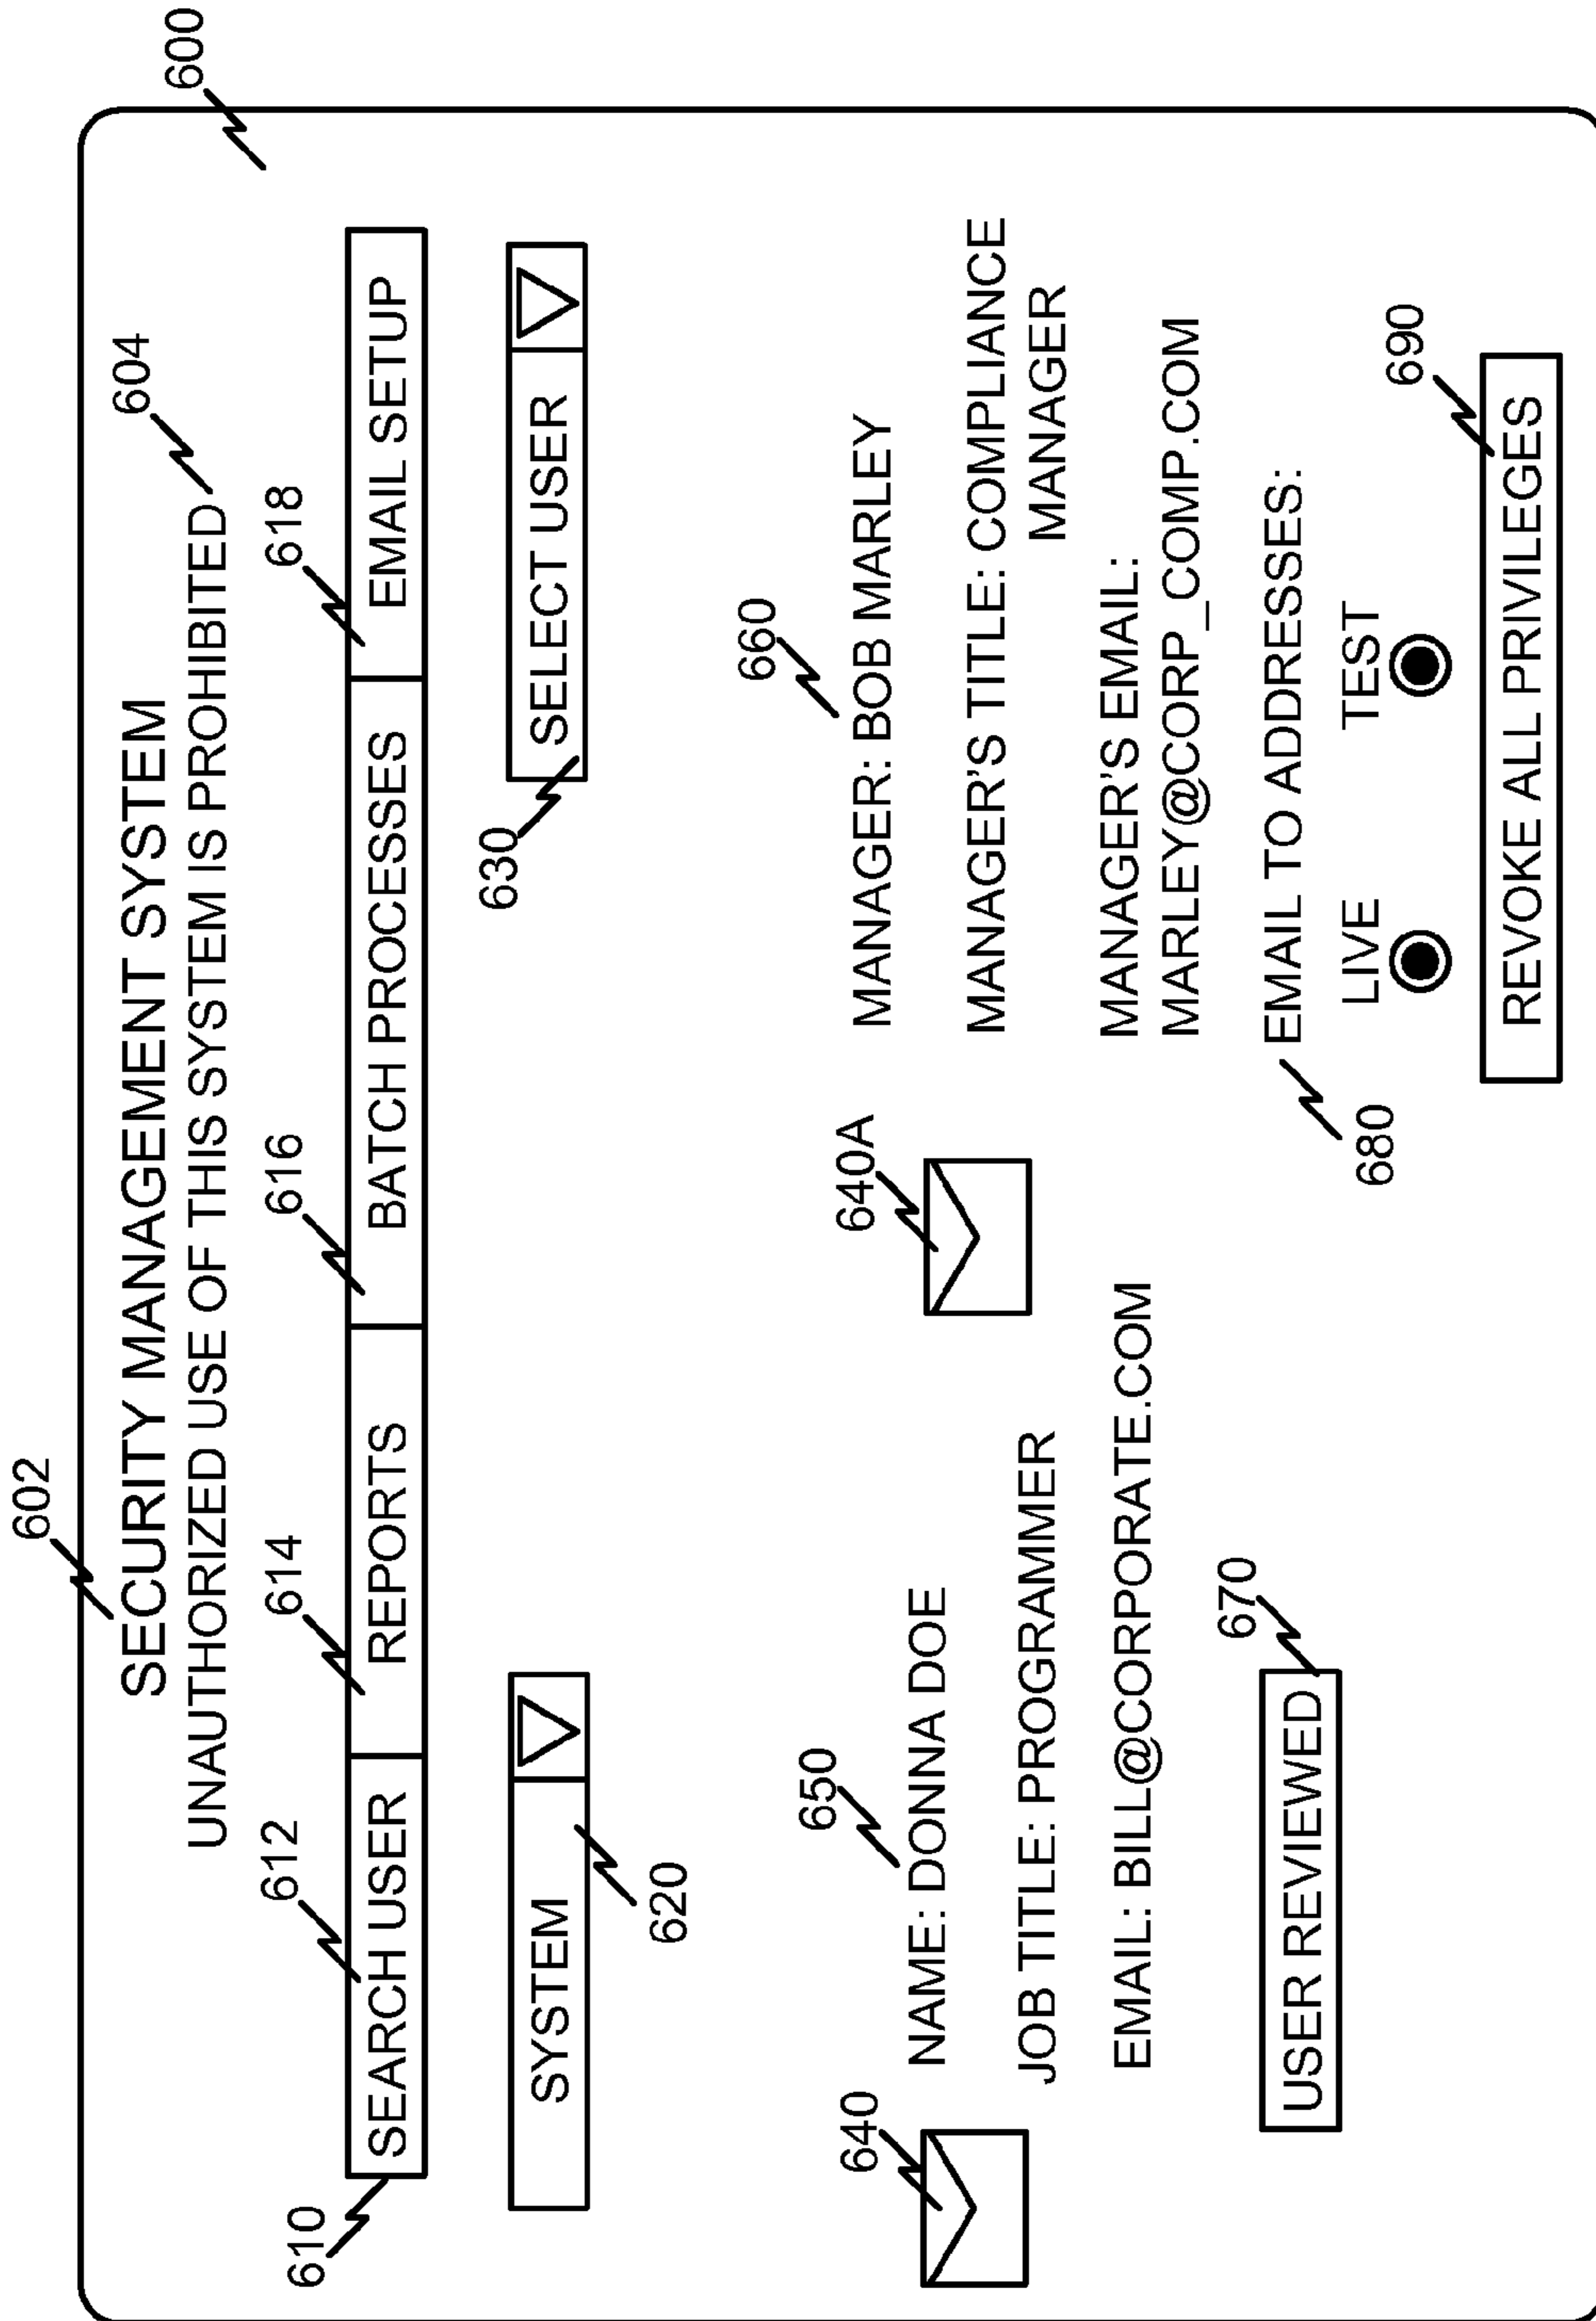 600
602
SECURITY MANAGEMENT SYSTEM
UNAUTHORIZED USE OF THIS SYSTEM IS PROHIBITED
604
610
612
614
616
618
SEARCH USER
REPORTS
BATCH PROCESSES
EMAIL SETUP
SYSTEM
620
630
SELECT USER
640
650
NAME: DONNA DOE
JOB TITLE: PROGRAMMER
EMAIL: BILL@CORPORATE.COM
670
USER REVIEWED
640A
660
MANAGER: BOB MARLEY
MANAGER'S TITLE: COMPLIANCE
MANAGER
MANAGER'S EMAIL:
MARLEY@CORP_COMP.COM
680
EMAIL TO ADDRESSES:
LIVE TEST
690
REVOKE ALL PRIVILEGES